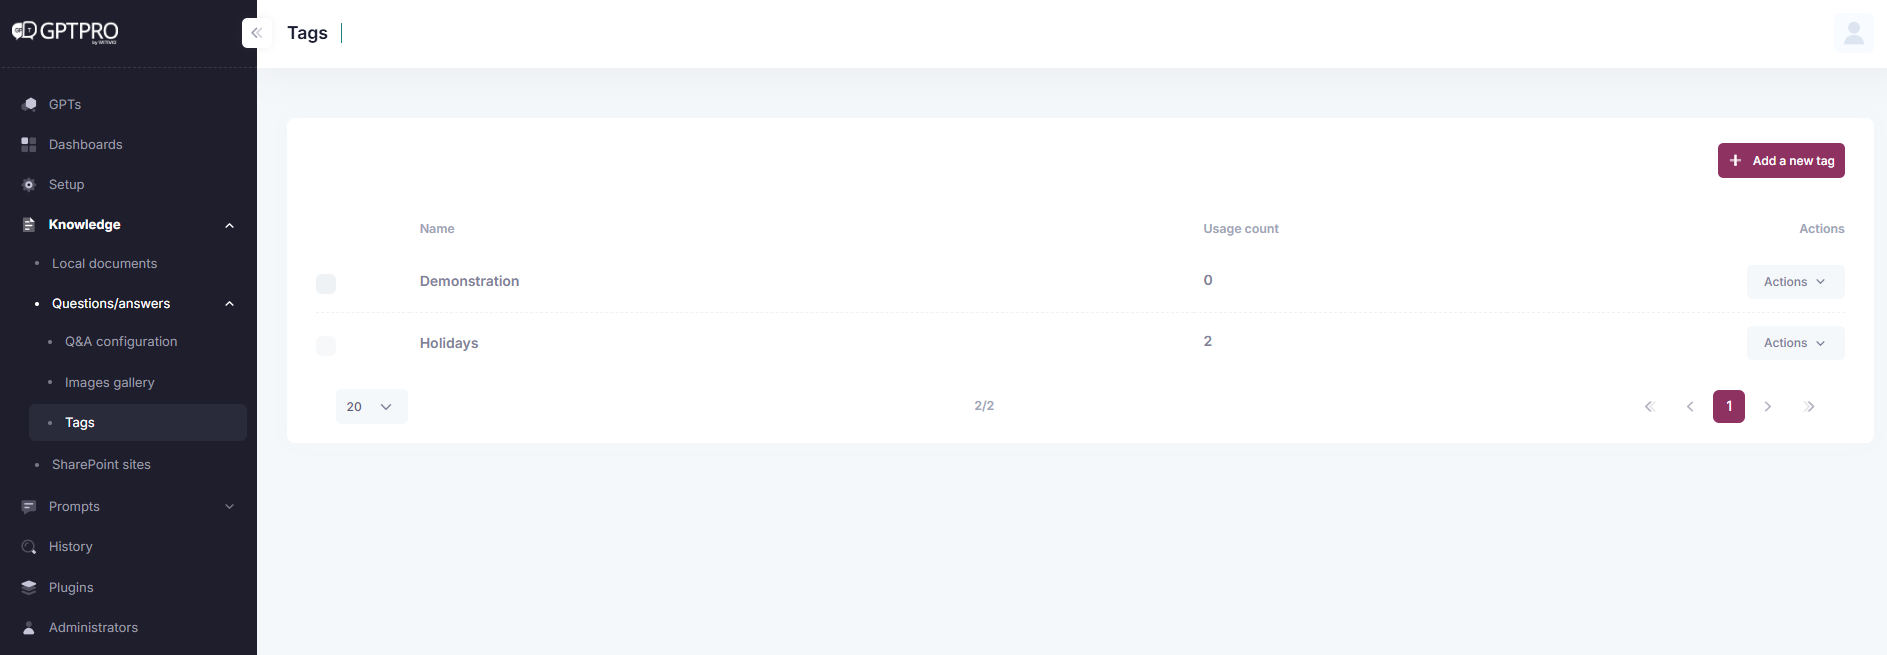 GPTPRO
Tags
GPTs
Dashboards
Setup
Knowledge
Local documents
Questions/answers
Q&A configuration
Images gallery
Tags
SharePoint sites
Prompts
History
Plugins
Administrators
Add a new tag
Name Usage count Actions
Demonstration 0 Actions
Holidays 2 Actions
20 2/2 1